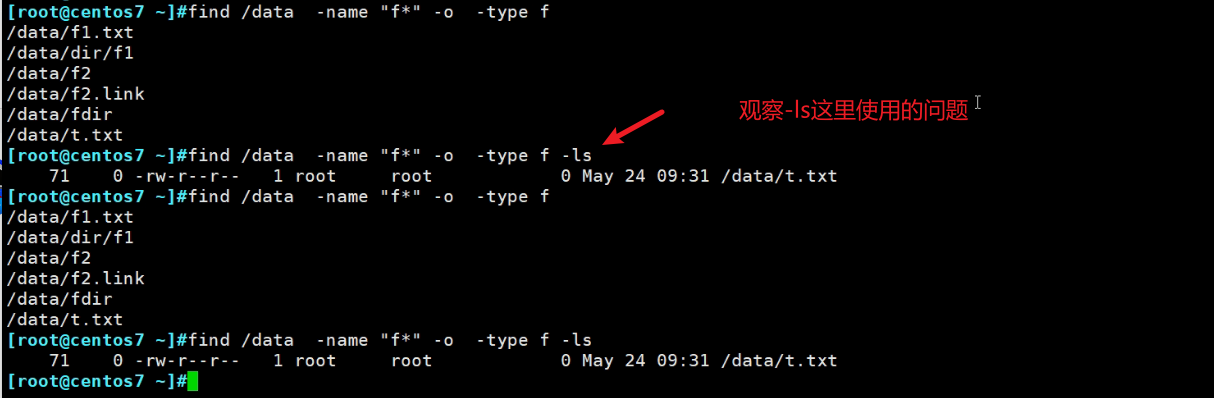 [root@centos7 ~]#find /data  -name "f*" -o  -type f
/data/f1.txt
/data/dir/f1
/data/f2
/data/f2.link
/data/fdir
/data/t.txt
观察-ls这里使用的问题
[root@centos7 ~]#find /data  -name "f*" -o  -type f -ls
    71    0 -rw-r--r--   1 root     root            0 May 24 09:31 /data/t.txt
[root@centos7 ~]#find /data  -name "f*" -o  -type f
/data/f1.txt
/data/dir/f1
/data/f2
/data/f2.link
/data/fdir
/data/t.txt
[root@centos7 ~]#find /data  -name "f*" -o  -type f -ls
    71    0 -rw-r--r--   1 root     root            0 May 24 09:31 /data/t.txt
[root@centos7 ~]#